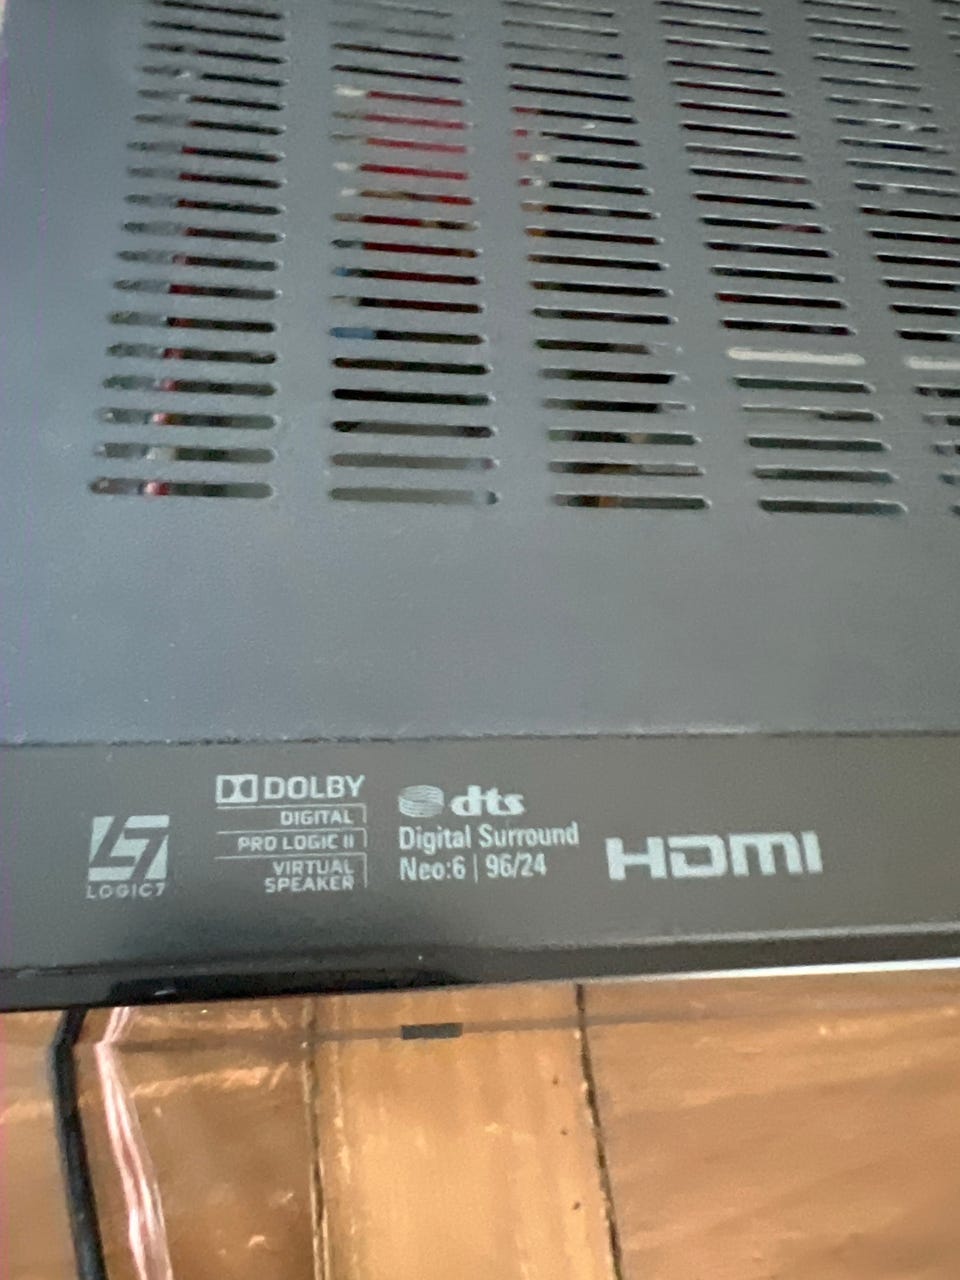 LOGIC7
DOLBY
DIGITAL
PRO LOGIC II
VIRTUAL
SPEAKER
dts
Digital Surround
Neo:6 | 96/24
HDMI